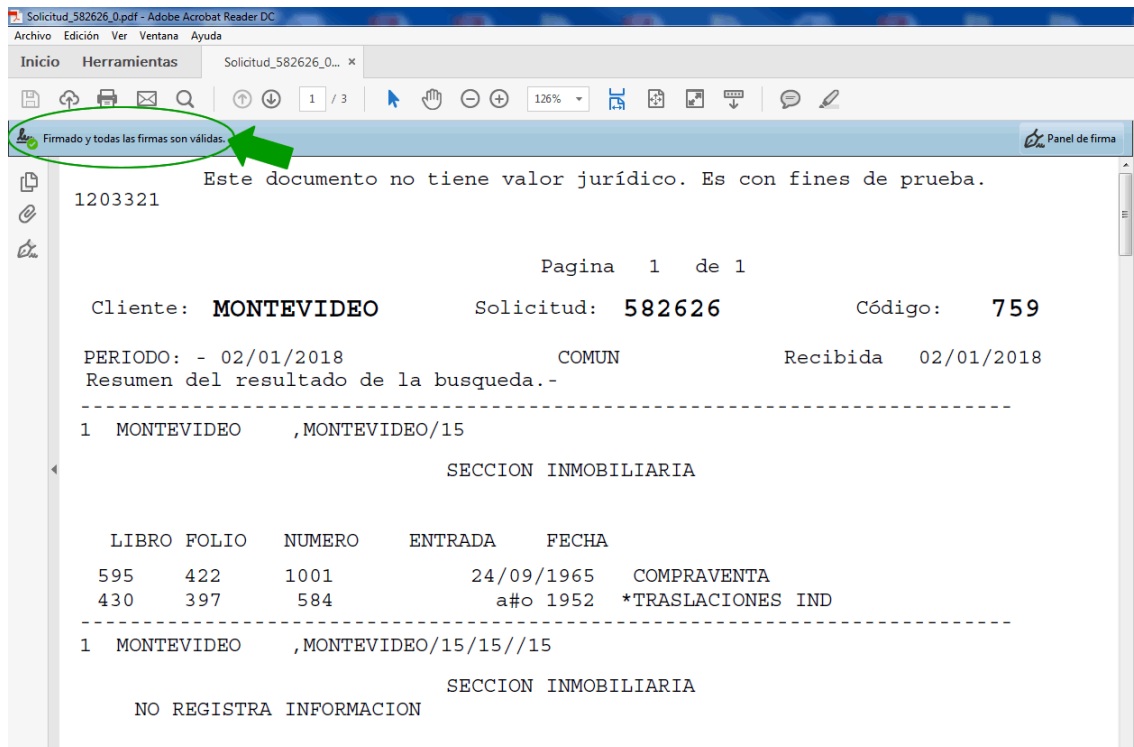 Solicitud_582626_0.pdf - Adobe Acrobat Reader DC
Archivo Edición Ver Ventana Ayuda
Inicio Herramientas Solicitud_582626_0... ×
1 / 3 126%
Firmado y todas las firmas son válidas. Panel de firma
Este documento no tiene valor jurídico. Es con fines de prueba.
1203321
Pagina 1 de 1
Cliente: MONTEVIDEO Solicitud: 582626 Código: 759
PERIODO: - 02/01/2018 COMUN Recibida 02/01/2018
Resumen del resultado de la busqueda.-
---------------------------------------------------------------------------
1 MONTEVIDEO ,MONTEVIDEO/15
SECCION INMOBILIARIA
LIBRO FOLIO NUMERO ENTRADA FECHA
595 422 1001 24/09/1965 COMPRAVENTA
430 397 584 a#o 1952 *TRASLACIONES IND
---------------------------------------------------------------------------
1 MONTEVIDEO ,MONTEVIDEO/15/15//15
SECCION INMOBILIARIA
NO REGISTRA INFORMACION